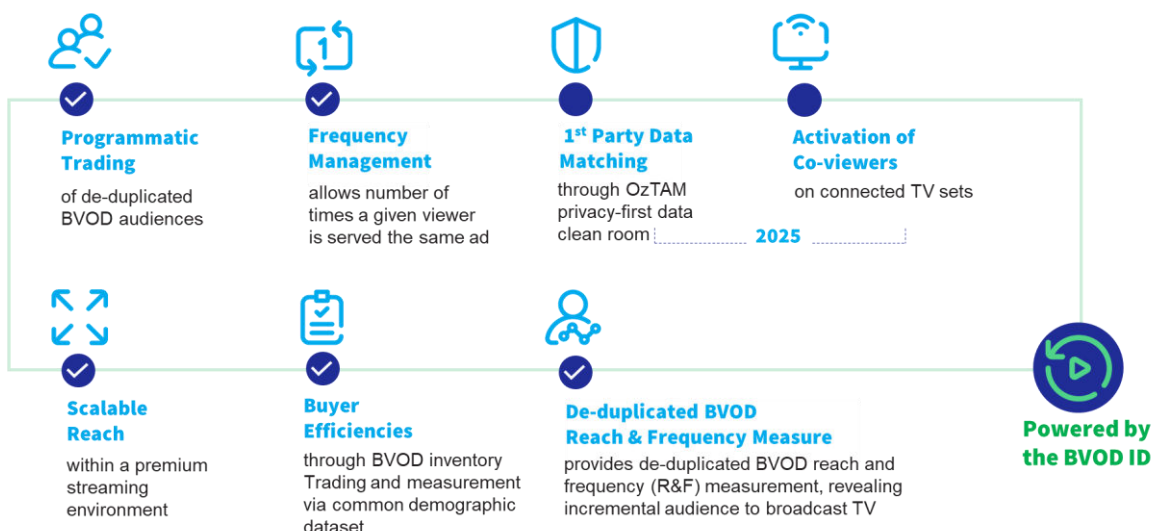 1
Programmatic
Trading
of de-duplicated
BVOD audiences
Frequency
Management
allows number of
times a given viewer
is served the same ad
1st Party Data
Matching
through OzTAM
privacy-first data
clean room
Activation of
Co-viewers
on connected TV sets
2025
Scalable
Reach
within a premium
streaming
environment
Buyer
Efficiencies
through BVOD inventory
Trading and measurement
via common demographic
dataset
De-duplicated BVOD
Reach & Frequency Measure
provides de-duplicated BVOD reach and
frequency (R&F) measurement, revealing
incremental audience to broadcast TV
Powered by
the BVOD ID